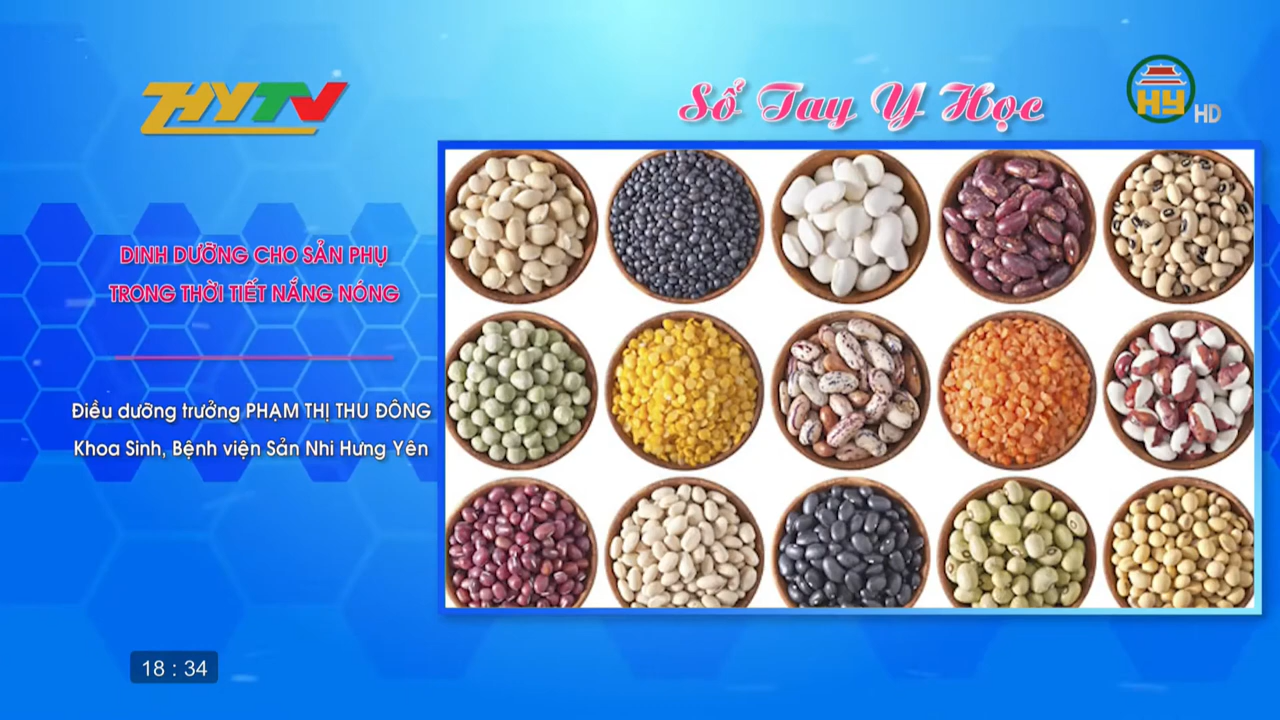 HYTV
Sổ Tay Y Học
HY HD
DINH DƯỠNG CHO SẢN PHỤ
TRONG THỜI TIẾT NẮNG NÓNG
Điều dưỡng trưởng PHẠM THỊ THU ĐÔNG
Khoa Sinh, Bệnh viện Sản Nhi Hưng Yên
18 : 34